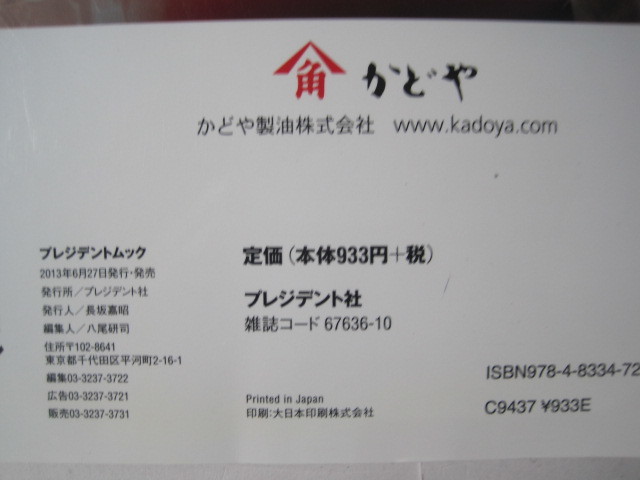 角 かどや
かどや製油株式会社 www.kadoya.com
プレジデントムック
2013年6月27日発行・発売
発行所／プレジデント社
発行人／長坂嘉昭
編集人／八尾研司
住所〒102-8641
東京都千代田区平河町2-16-1
編集03-3237-3722
広告03-3237-3721
販売03-3237-3731
定価（本体933円+税）
プレジデント社
雑誌コード 67636-10
Printed in Japan
印刷：大日本印刷株式会社
ISBN978-4-8334-72
C9437 ¥933E